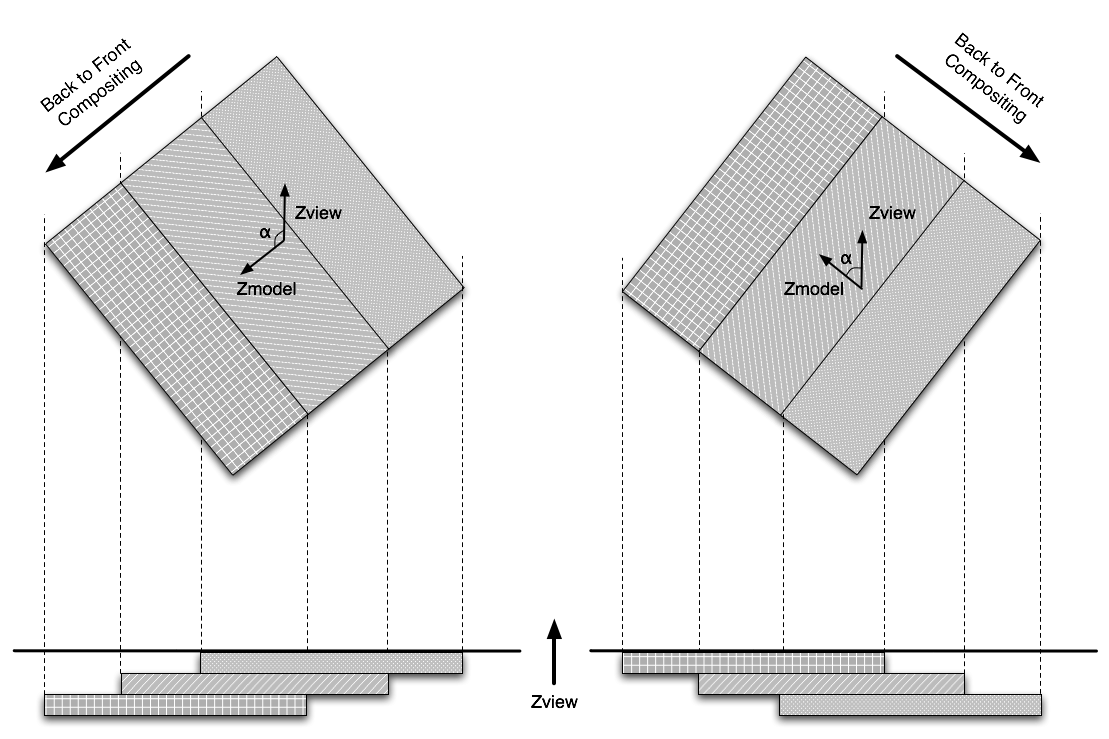 Back to Front
Compositing
Zview
α
Zmodel
Back to Front
Compositing
Zview
α
Zmodel
Zview